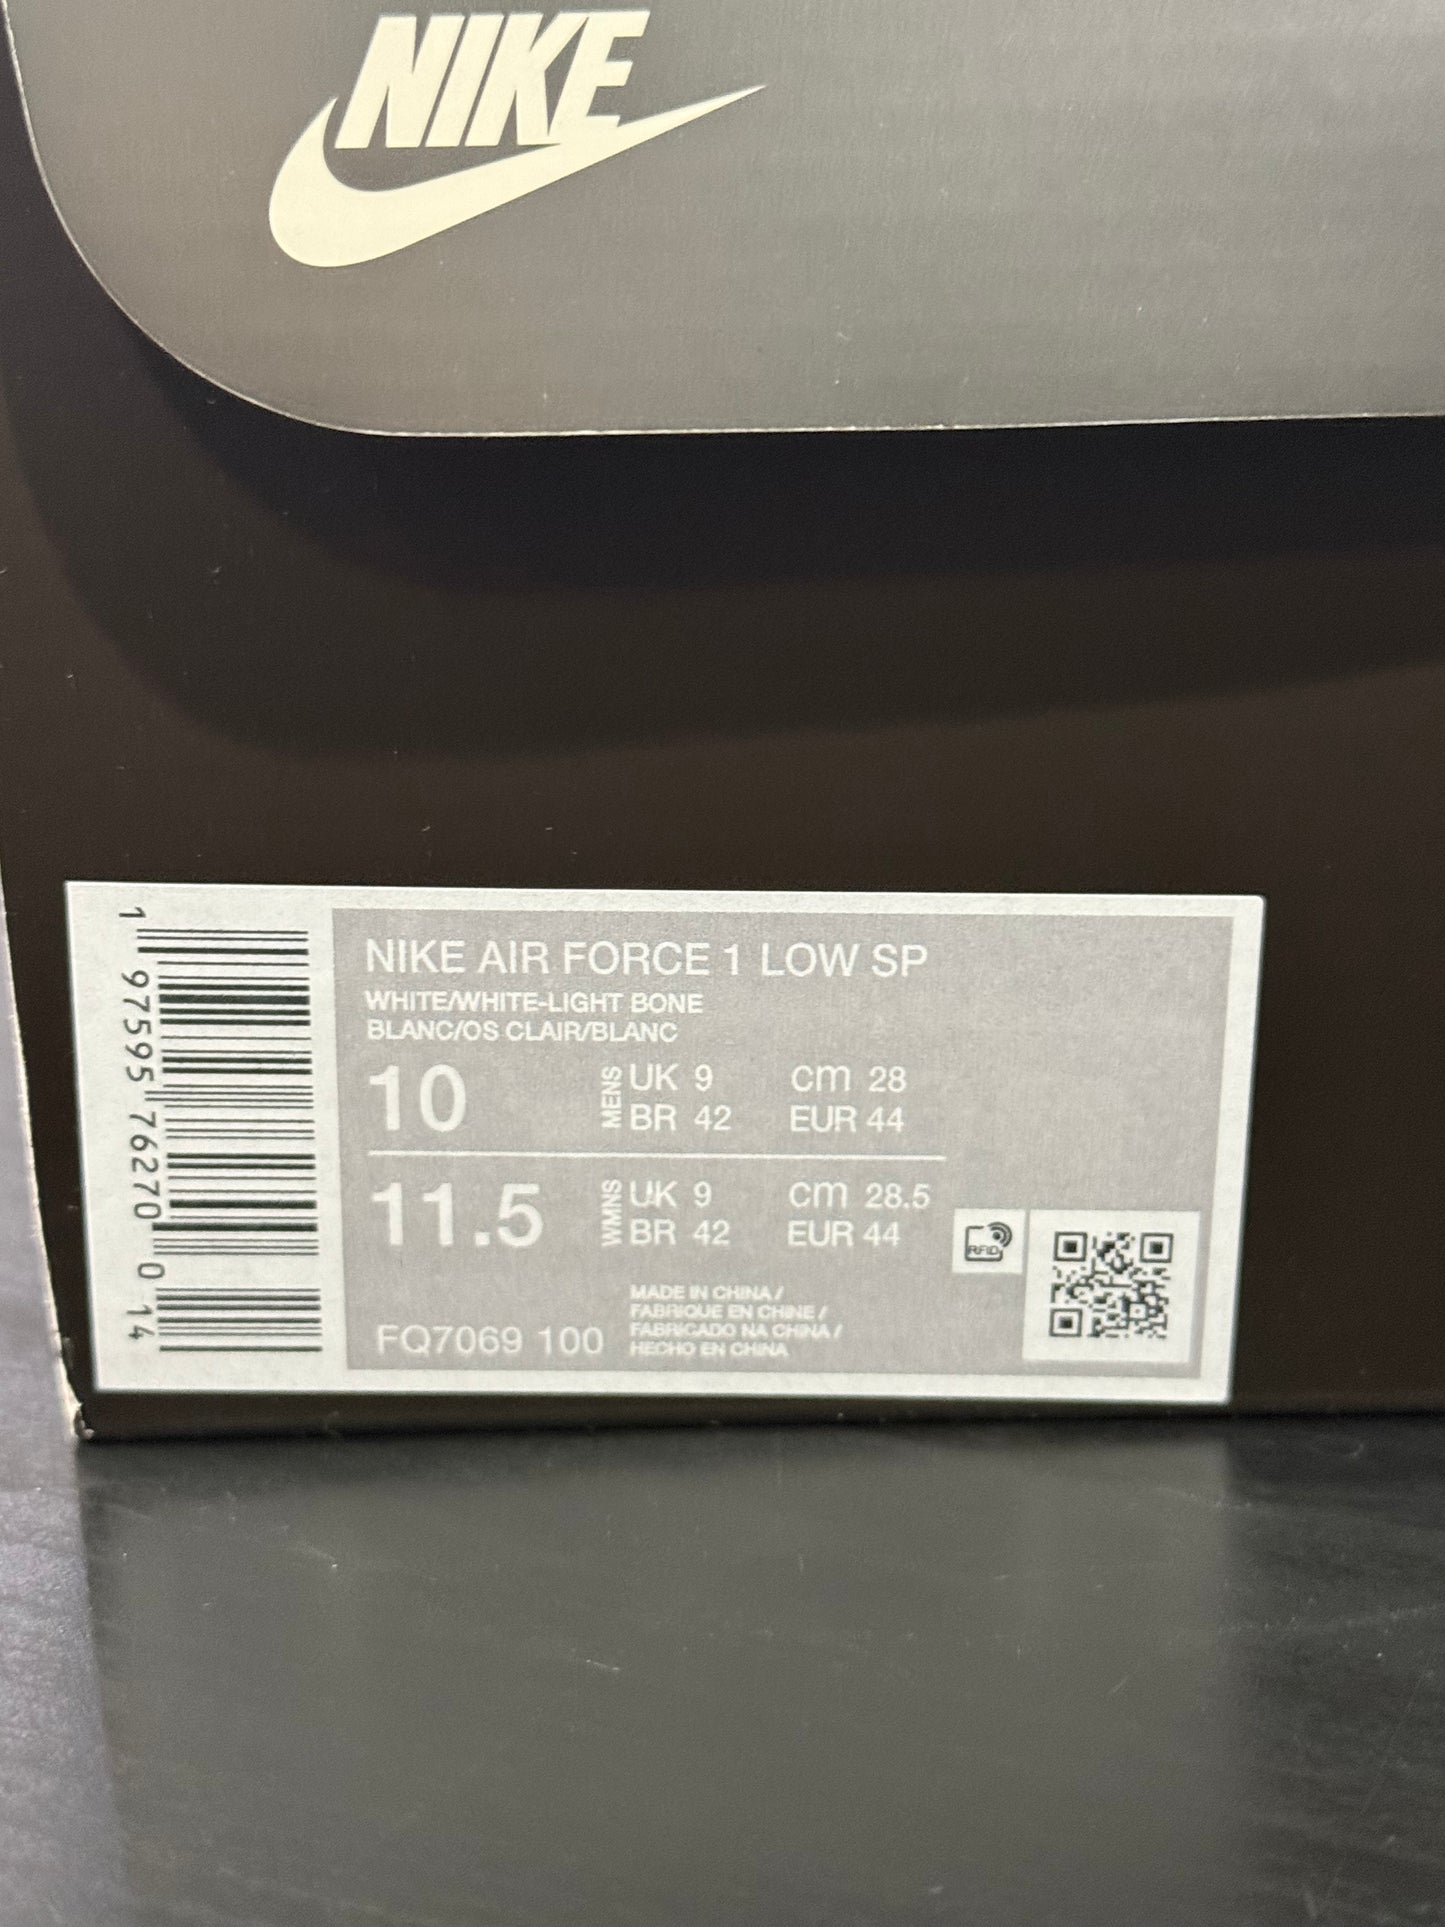 NIKE
NIKE AIR FORCE 1 LOW SP
WHITE/WHITE-LIGHT BONE
BLANC/OS CLAIR/BLANC
10 MENS UK 9 cm 28
BR 42 EUR 44
11.5 WMNS UK 9 cm 28.5
BR 42 EUR 44
RFID
FQ7069 100
MADE IN CHINA /
FABRIQUE EN CHINE /
FABRICADO NA CHINA /
HECHO EN CHINA
1 97595 76270 0 14